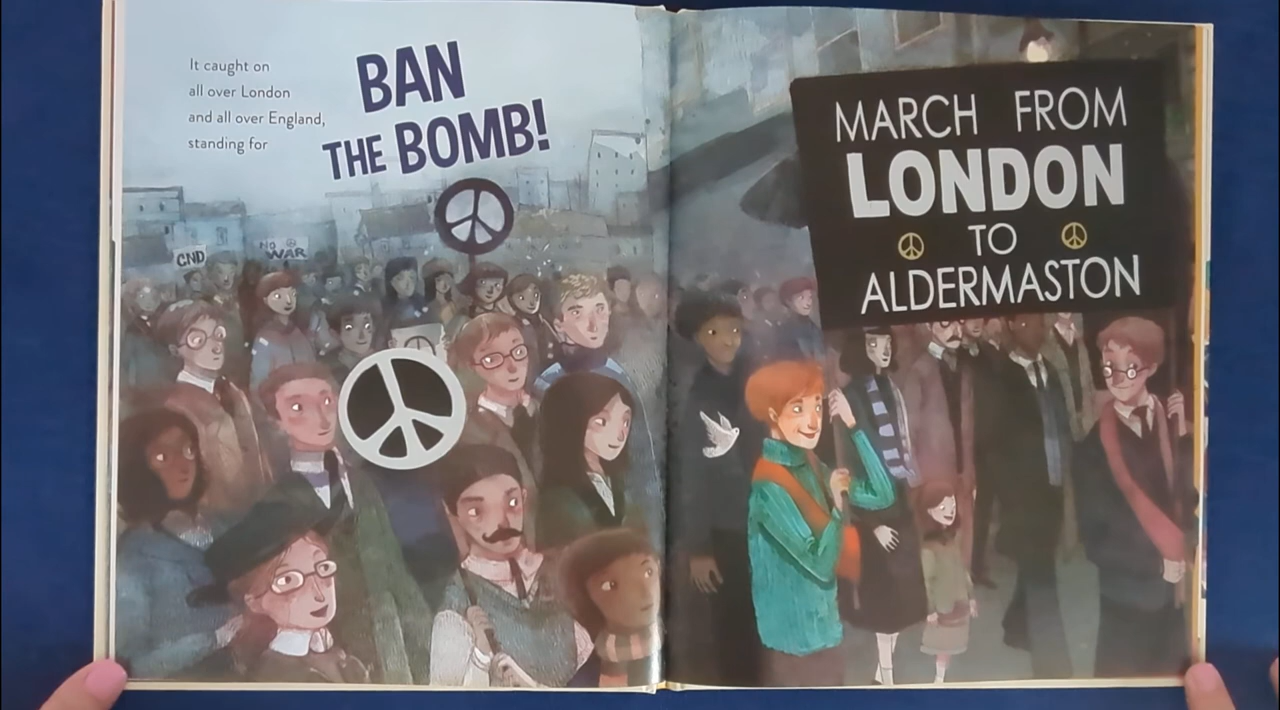 It caught on
all over London
and all over England,
standing for
BAN
THE BOMB!
CND
NO
WAR
MARCH FROM
LONDON
TO
ALDERMASTON